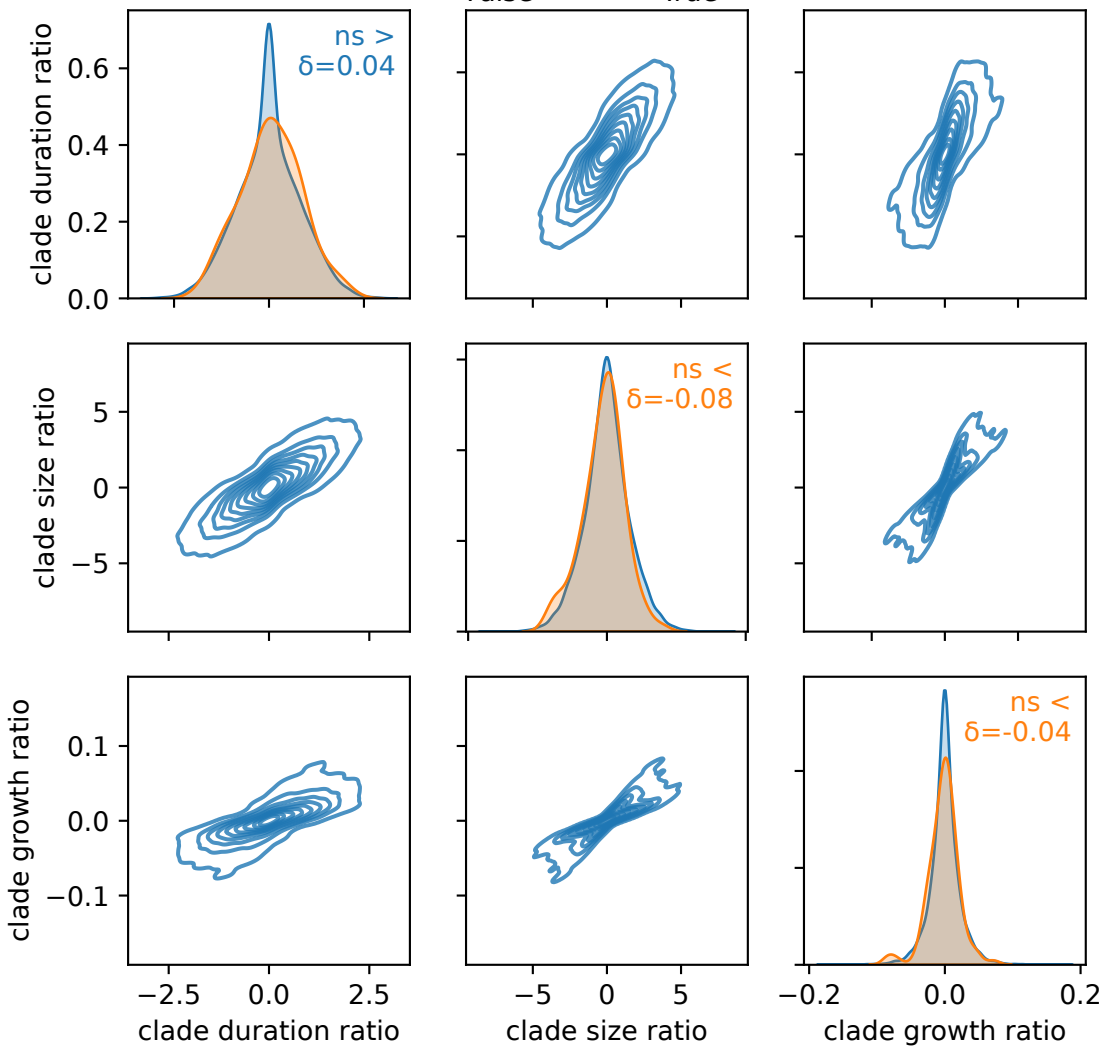 clade duration ratio
0.6
0.4
0.2
0.0
ns >
δ=0.04
clade size ratio
5
0
−5
ns <
δ=-0.08
clade growth ratio
0.1
0.0
−0.1
ns <
δ=-0.04
−2.5 0.0 2.5
−5 0 5
−0.2 0.0 0.2
clade duration ratio
clade size ratio
clade growth ratio